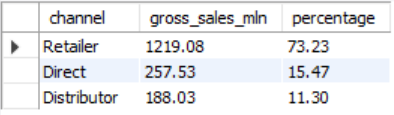 channel gross_sales_mln percentage
Retailer 1219.08 73.23
Direct 257.53 15.47
Distributor 188.03 11.30